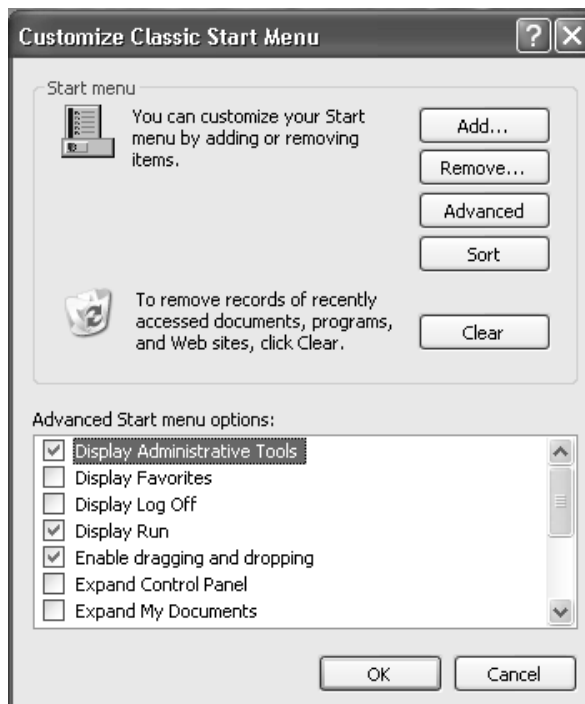 Customize Classic Start Menu
Start menu
You can customize your Start
menu by adding or removing
items.
Add...
Remove...
Advanced
Sort
To remove records of recently
accessed documents, programs,
and Web sites, click Clear.
Clear
Advanced Start menu options:
Display Administrative Tools
Display Favorites
Display Log Off
Display Run
Enable dragging and dropping
Expand Control Panel
Expand My Documents
OK
Cancel